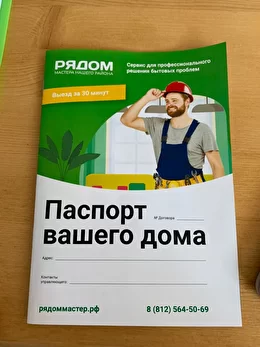 РЯДОМ
МАСТЕРА НАШЕГО РАЙОНА
Сервис для профессионального
решения бытовых проблем
Выезд за 30 минут
Паспорт
№ Договора:
вашего дома
Адрес:
Контакты
управляющего:
рядоммастер.рф
8 (812) 564-50-69